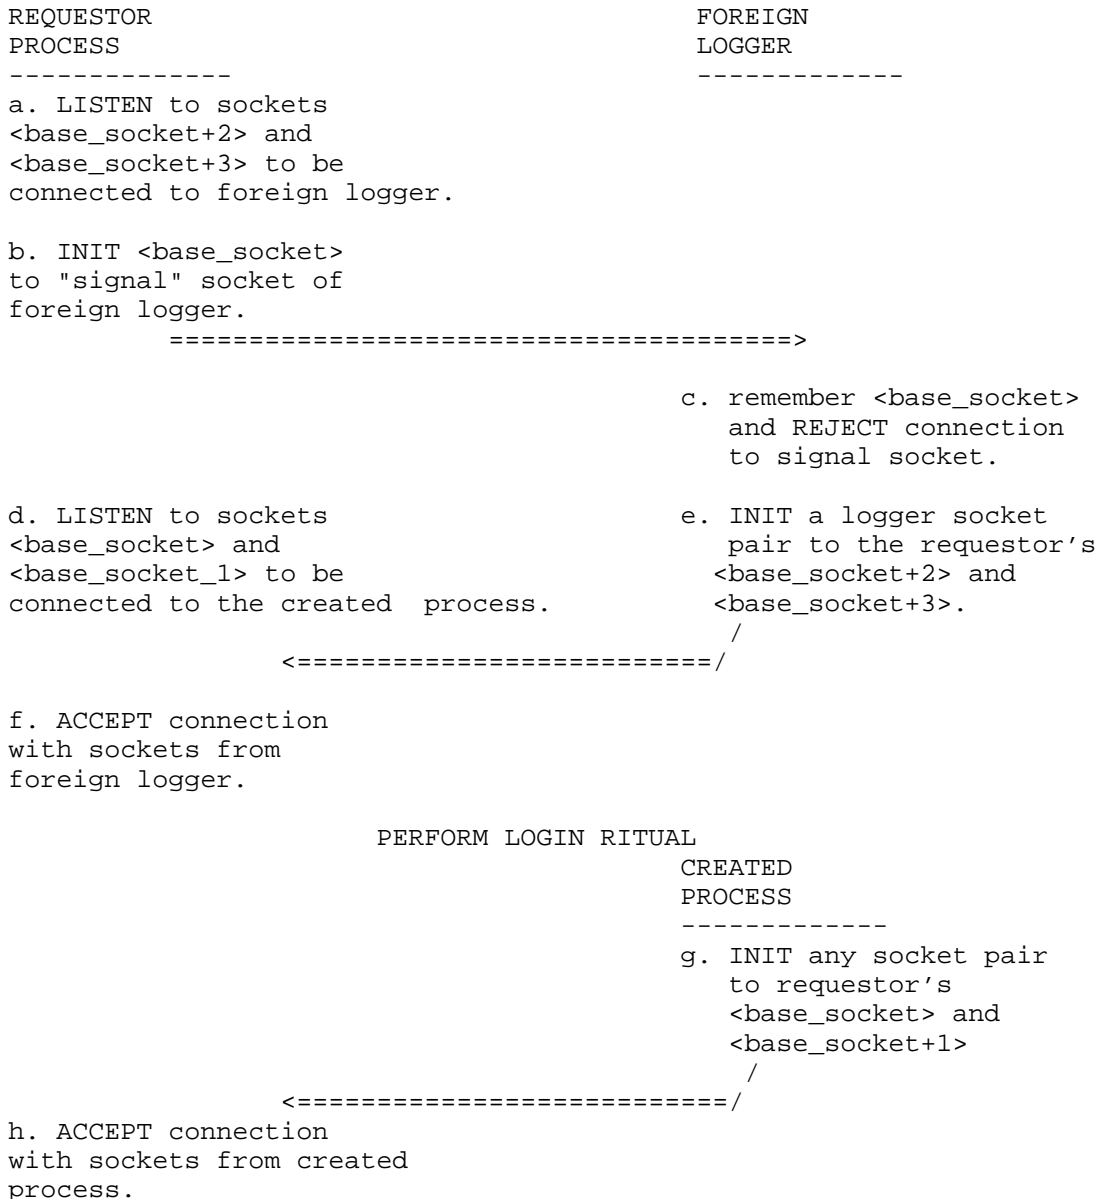 REQUESTOR                                  FOREIGN
PROCESS                                    LOGGER
--------------                             -------------
a. LISTEN to sockets
<base_socket+2> and
<base_socket+3> to be
connected to foreign logger.
b. INIT <base_socket>
to "signal" socket of
foreign logger.
=======================================>
c. remember <base_socket>
and REJECT connection
to signal socket.
d. LISTEN to sockets                       e. INIT a logger socket
<base_socket> and                          pair to the requestor's
<base_socket_1> to be                      <base_socket+2> and
connected to the created  process.         <base_socket+3>.
/
<==========================/
f. ACCEPT connection
with sockets from
foreign logger.
PERFORM LOGIN RITUAL
CREATED
PROCESS
-------------
g. INIT any socket pair
to requestor's
<base_socket> and
<base_socket+1>
/
<===========================/
h. ACCEPT connection
with sockets from created
process.